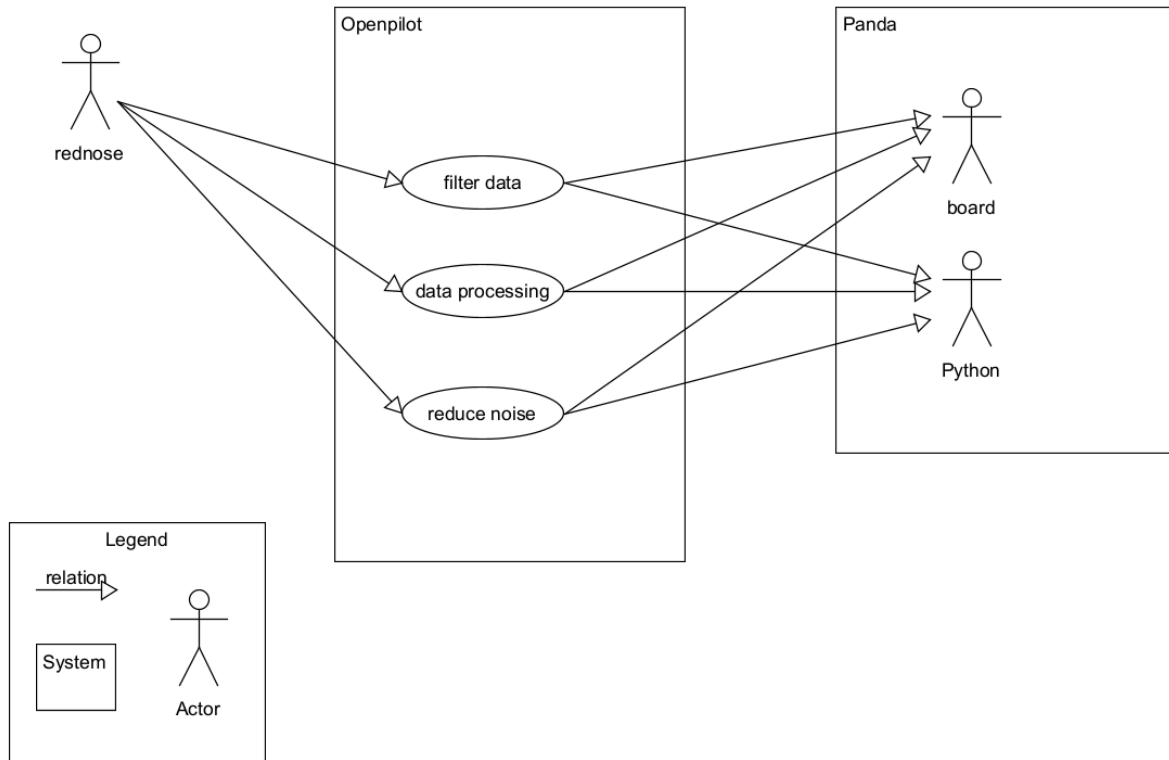 Openpilot
Panda
rednose
filter data
board
data processing
Python
reduce noise
Legend
relation
System
Actor